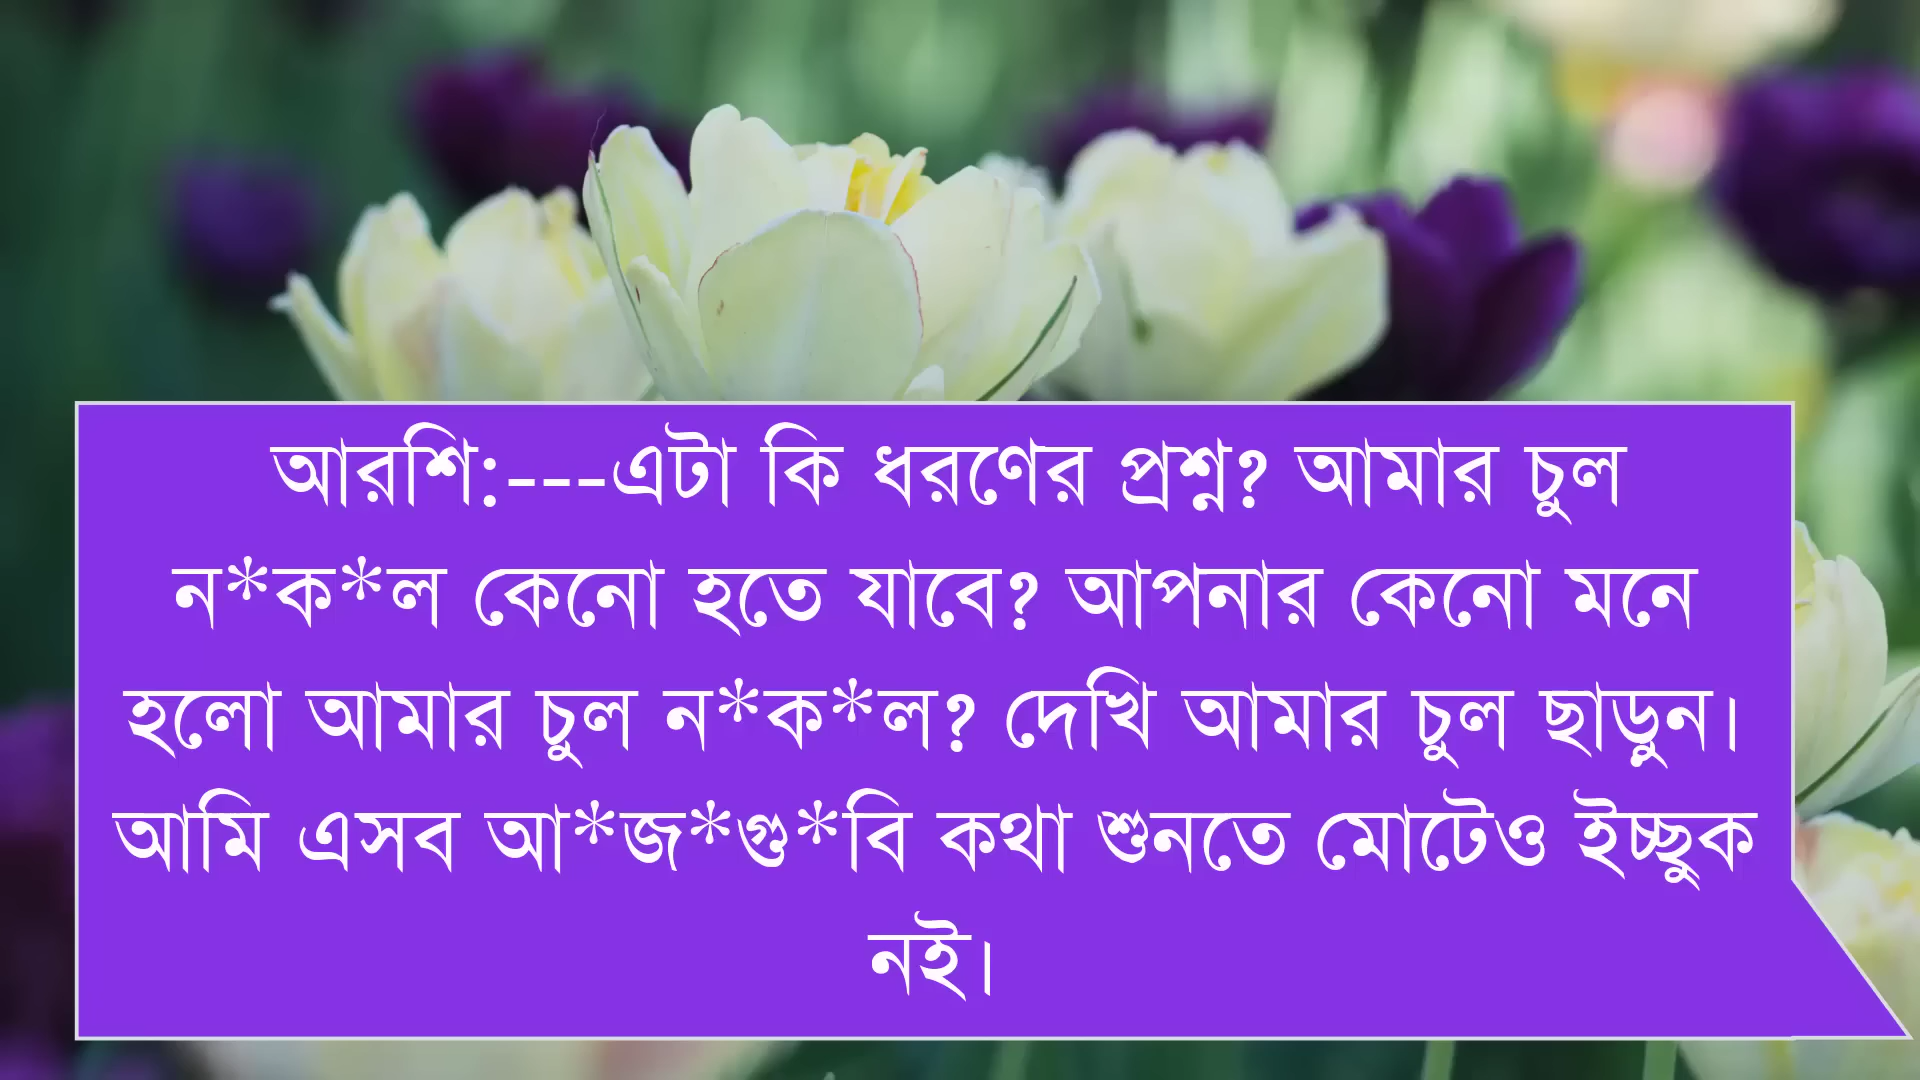 আরশি:---এটা কি ধরণের প্রশ্ন? আমার চুল
ন*ক*ল কেনো হতে যাবে? আপনার কেনো মনে
হলো আমার চুল ন*ক*ল? দেখি আমার চুল ছাড়ুন।
আমি এসব আ*জ*গু*বি কথা শুনতে মোটেও ইচ্ছুক
নই।